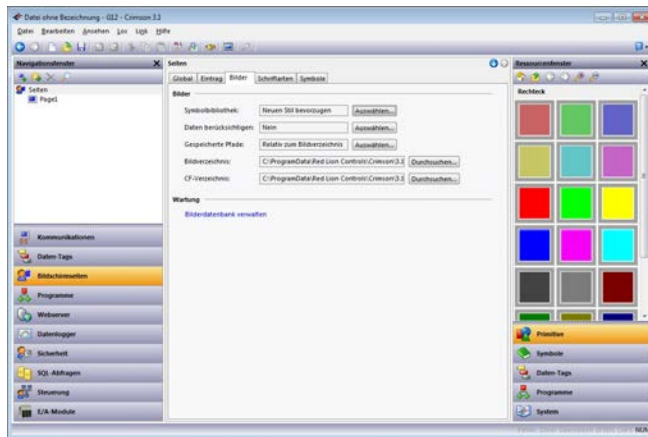 Datei ohne Bezeichnung - G12 - Crimson 3.1
Datei Bearbeiten Ansehen Los Link Hilfe
Navigationsfenster
Seiten
Page1
Kommunikationen
Daten-Tags
Bildschirmseiten
Programme
Webserver
Datenlogger
Sicherheit
SQL-Abfragen
Steuerung
E/A-Module
Seiten
Global Eintrag Bilder Schriftarten Symbole
Bilder
Symbolbibliothek: Neuen Stil bevorzugen Auswählen...
Daten berücksichtigen: Nein Auswählen...
Gespeicherte Pfade: Relativ zum Bildverzeichnis Auswählen...
Bildverzeichnis: C:\ProgramData\Red Lion Controls\Crimson\3.1 Durchsuchen...
CF-Verzeichnis: C:\ProgramData\Red Lion Controls\Crimson\3.1 Durchsuchen...
Wartung
Bilderdatenbank verwalten
Ressourcenfenster
Rechteck
Primitive
Symbole
Daten-Tags
Programme
System
NUM